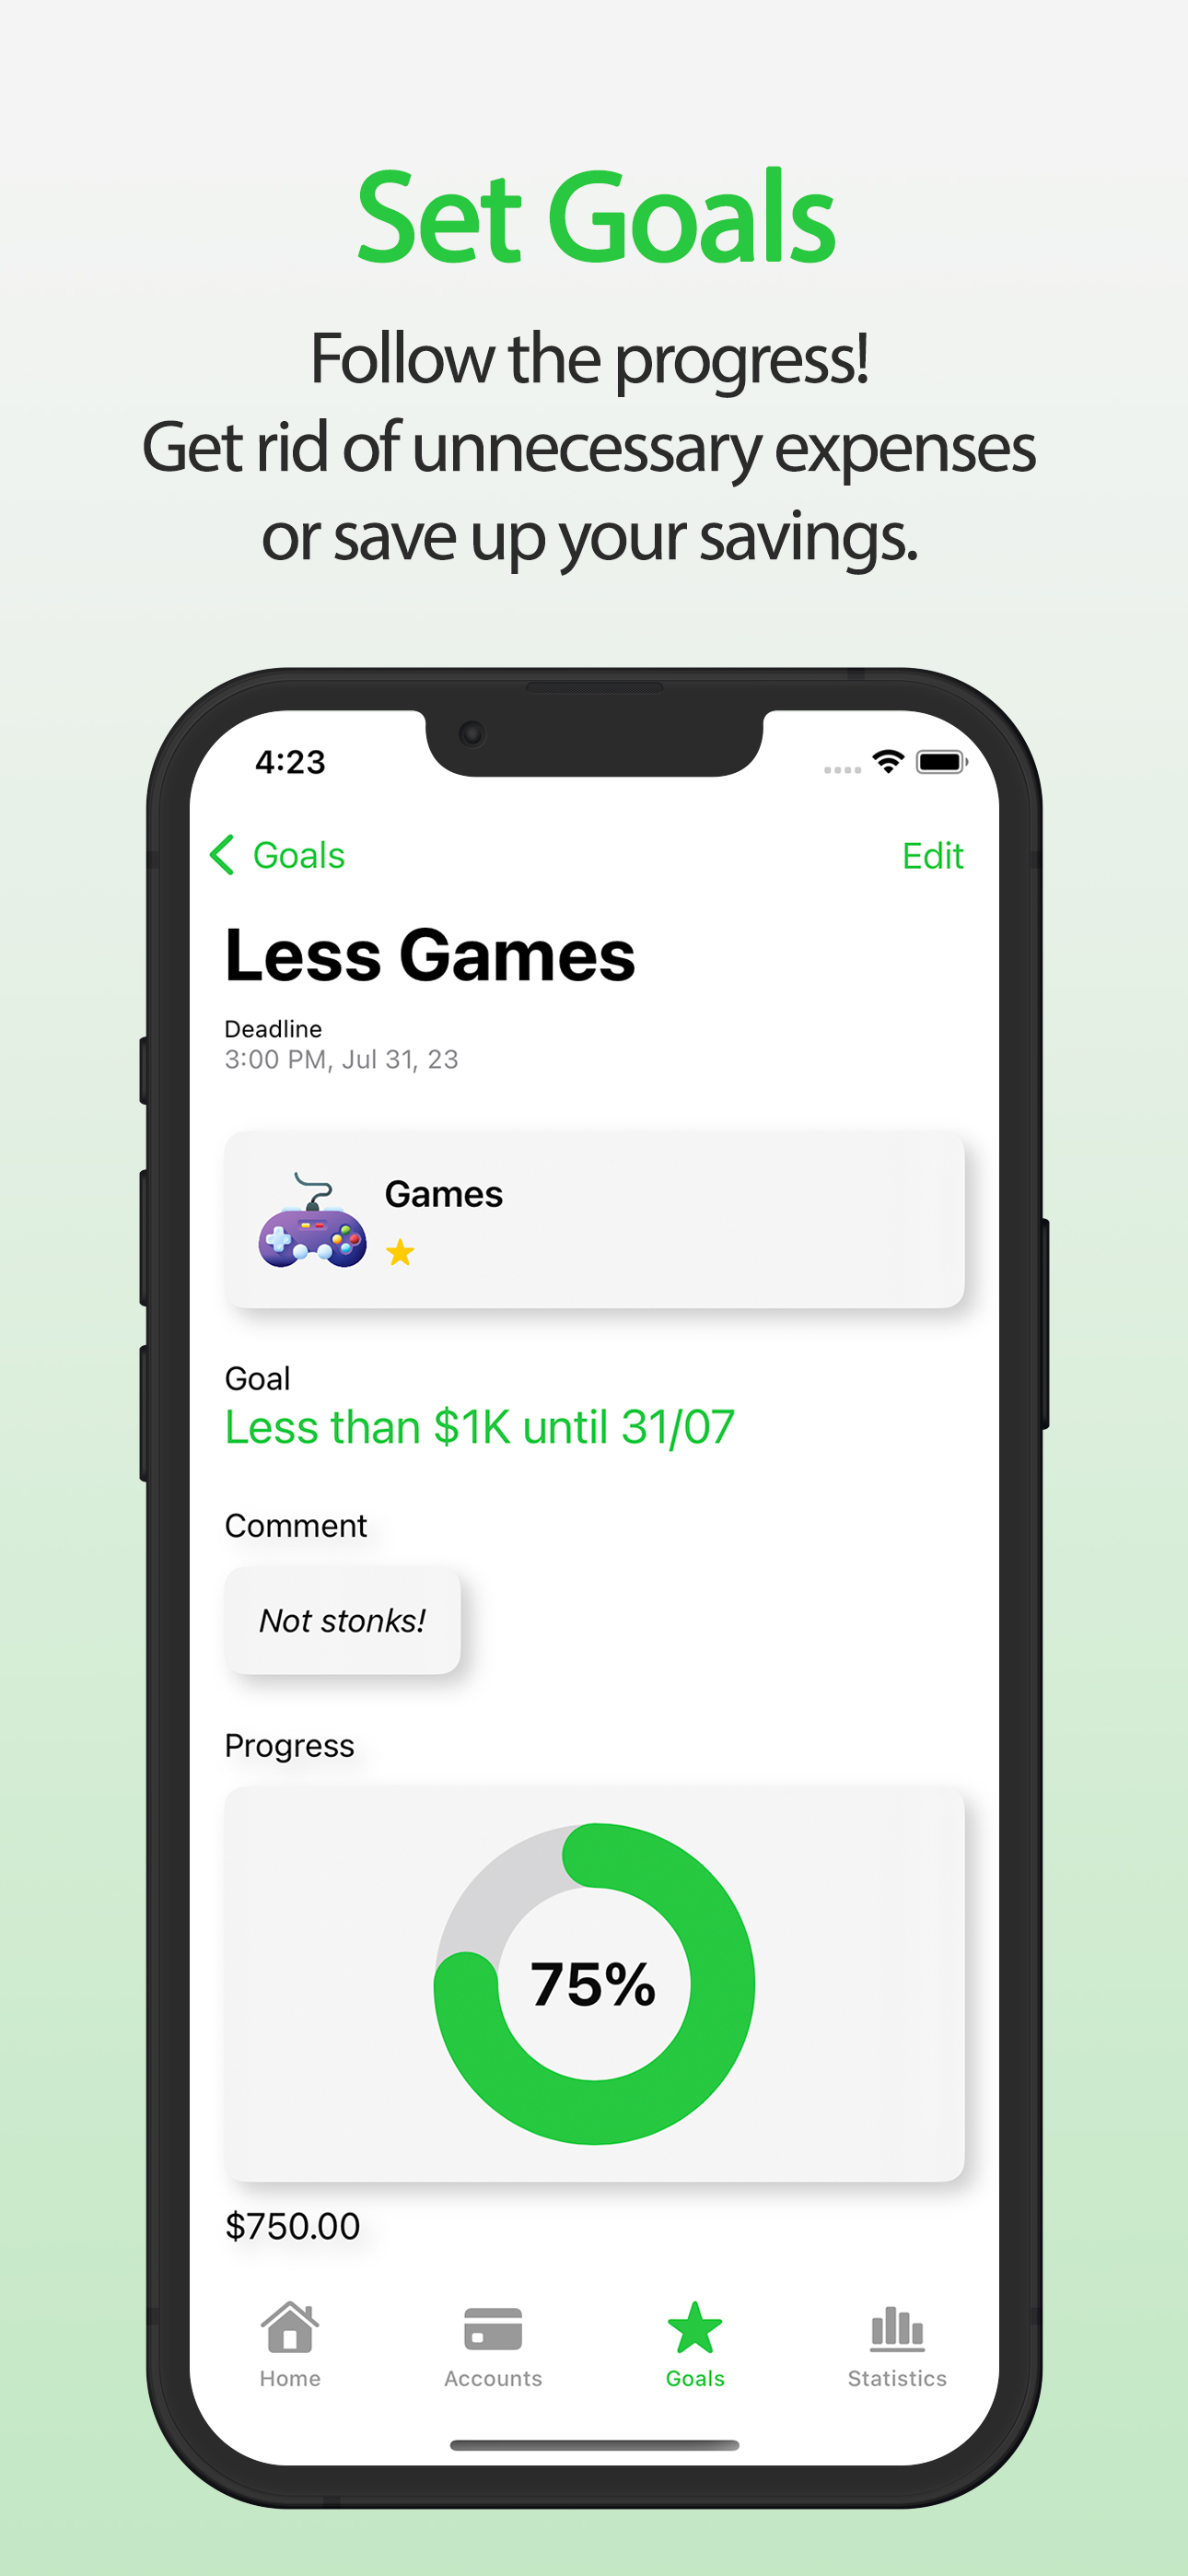 Set Goals
Follow the progress!
Get rid of unnecessary expenses
or save up your savings.
4:23
Goals
Edit
Less Games
Deadline
3:00 PM, Jul 31, 23
Games
Goal
Less than $1K until 31/07
Comment
Not stonks!
Progress
75%
$750.00
Home
Accounts
Goals
Statistics